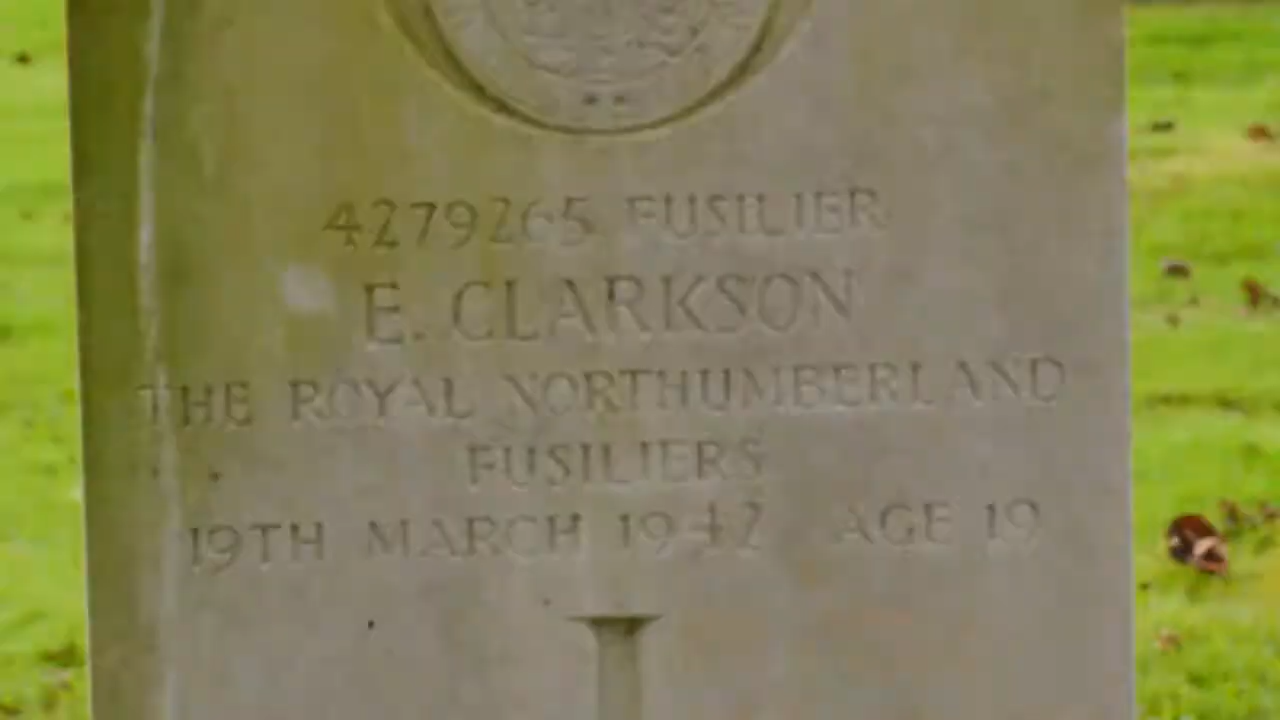 4279265 FUSILIER
E. CLARKSON
THE ROYAL NORTHUMBERLAND
FUSILIERS
19TH MARCH 1942 AGE 19